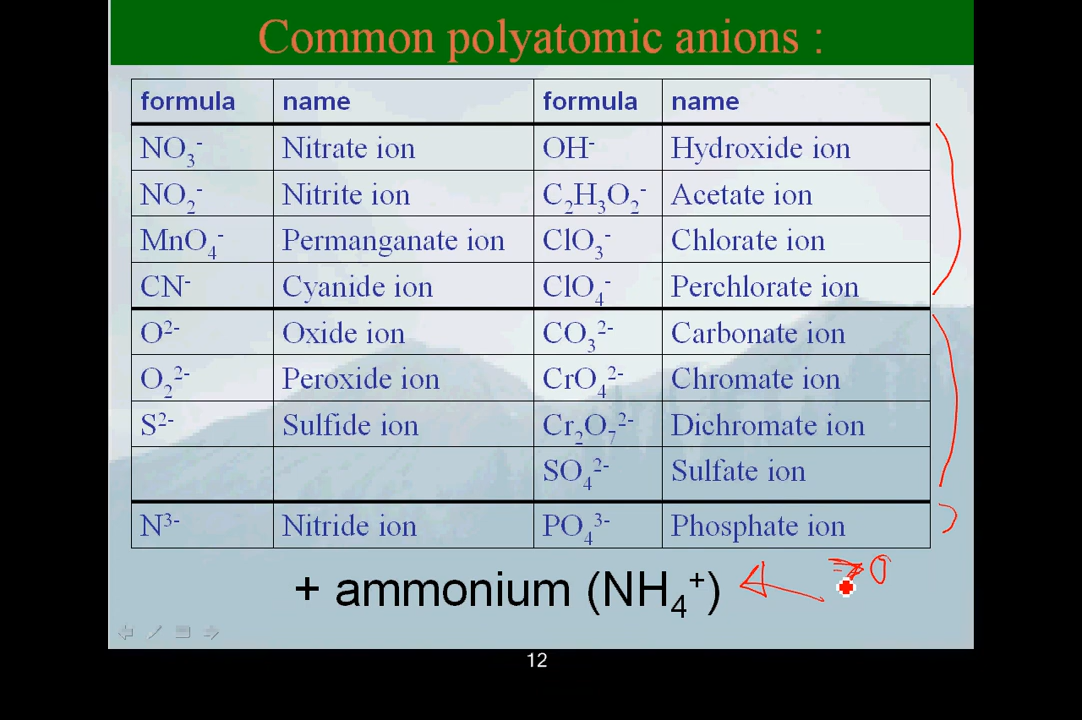 Common polyatomic anions :
formula name formula name
NO₃⁻ Nitrate ion OH⁻ Hydroxide ion
NO₂⁻ Nitrite ion C₂H₃O₂⁻ Acetate ion
MnO₄⁻ Permanganate ion ClO₃⁻ Chlorate ion
CN⁻ Cyanide ion ClO₄⁻ Perchlorate ion
O²⁻ Oxide ion CO₃²⁻ Carbonate ion
O₂²⁻ Peroxide ion CrO₄²⁻ Chromate ion
S²⁻ Sulfide ion Cr₂O₇²⁻ Dichromate ion
SO₄²⁻ Sulfate ion
N³⁻ Nitride ion PO₄³⁻ Phosphate ion
+ ammonium (NH₄⁺)
12